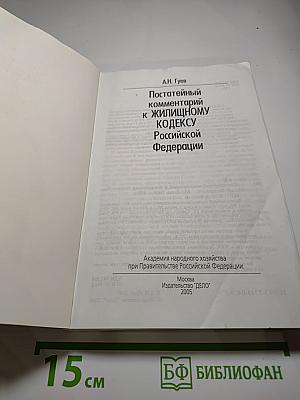 А.Н. Гуев
Постатейный
комментарий
к ЖИЛИЩНОМУ
КОДЕКСУ
Российской
Федерации
Академия народного хозяйства
при Правительстве Российской Федерации
Москва
Издательство "ДЕЛО"
2005
15 см
БФ БИБЛИОФАН